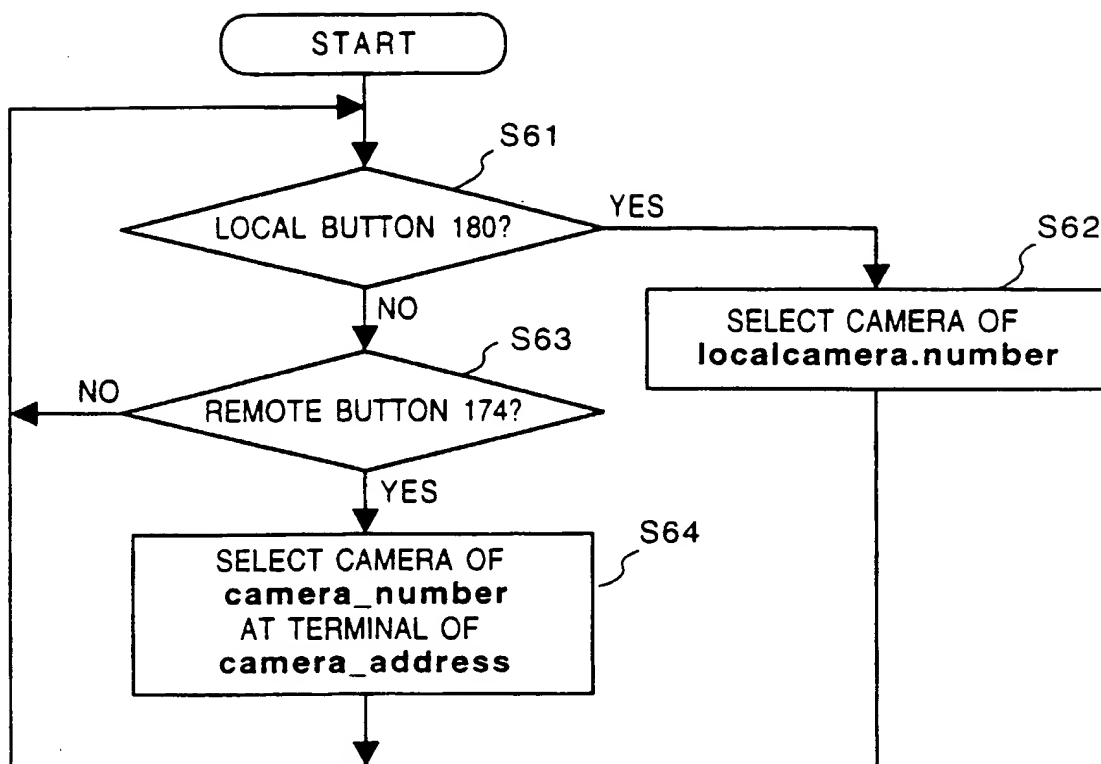 START
S61
LOCAL BUTTON 180?
YES
S62
NO
SELECT CAMERA OF
localcamera.number
S63
NO
REMOTE BUTTON 174?
YES
S64
SELECT CAMERA OF
camera_number
AT TERMINAL OF
camera_address